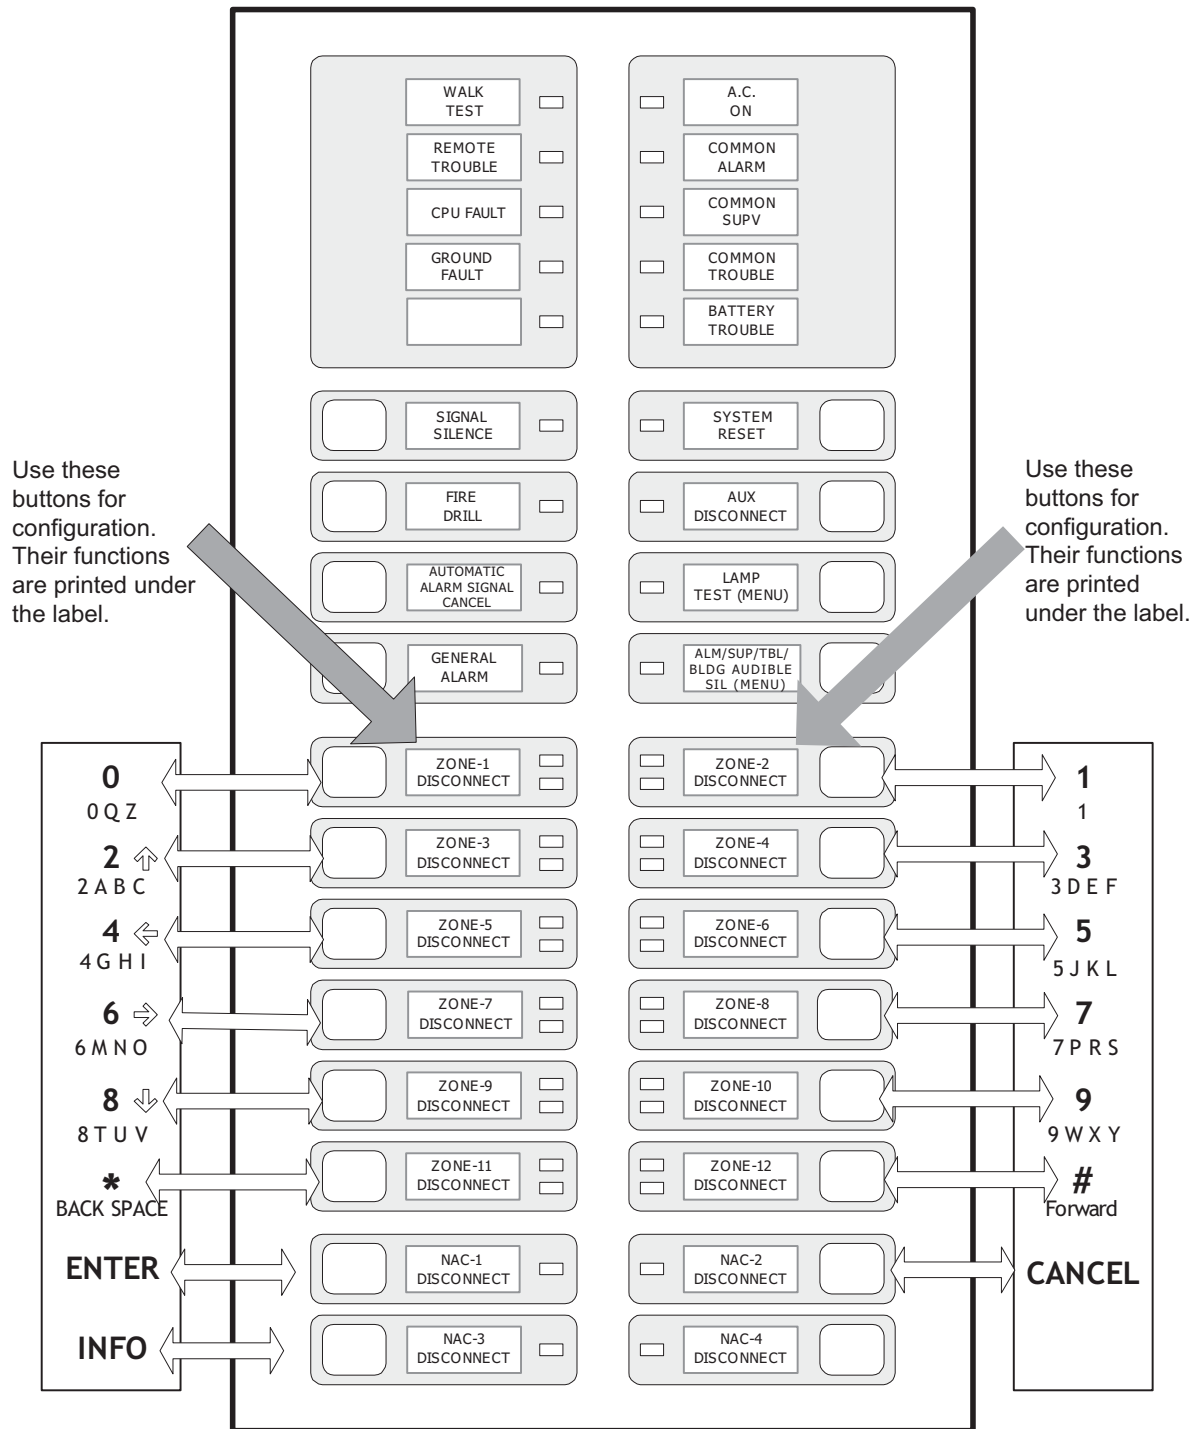 WALK
TEST
REMOTE
TROUBLE
CPU FAULT
GROUND
FAULT
A.C.
ON
COMMON
ALARM
COMMON
SUPV
COMMON
TROUBLE
BATTERY
TROUBLE
SIGNAL
SILENCE
SYSTEM
RESET
FIRE
DRILL
AUX
DISCONNECT
AUTOMATIC
ALARM SIGNAL
CANCEL
LAMP
TEST (MENU)
GENERAL
ALARM
ALM/SUP/TBL/
BLDG AUDIBLE
SIL (MENU)
Use these
buttons for
configuration.
Their functions
are printed under
the label.
Use these
buttons for
configuration.
Their functions
are printed
under the label.
0
0 Q Z
ZONE-1
DISCONNECT
ZONE-2
DISCONNECT
1
1
2
2 A B C
ZONE-3
DISCONNECT
ZONE-4
DISCONNECT
3
3 D E F
4
4 G H I
ZONE-5
DISCONNECT
ZONE-6
DISCONNECT
5
5 J K L
6
6 M N O
ZONE-7
DISCONNECT
ZONE-8
DISCONNECT
7
7 P R S
8
8 T U V
ZONE-9
DISCONNECT
ZONE-10
DISCONNECT
9
9 W X Y
*
BACK SPACE
ZONE-11
DISCONNECT
ZONE-12
DISCONNECT
#
Forward
ENTER
NAC-1
DISCONNECT
NAC-2
DISCONNECT
CANCEL
INFO
NAC-3
DISCONNECT
NAC-4
DISCONNECT